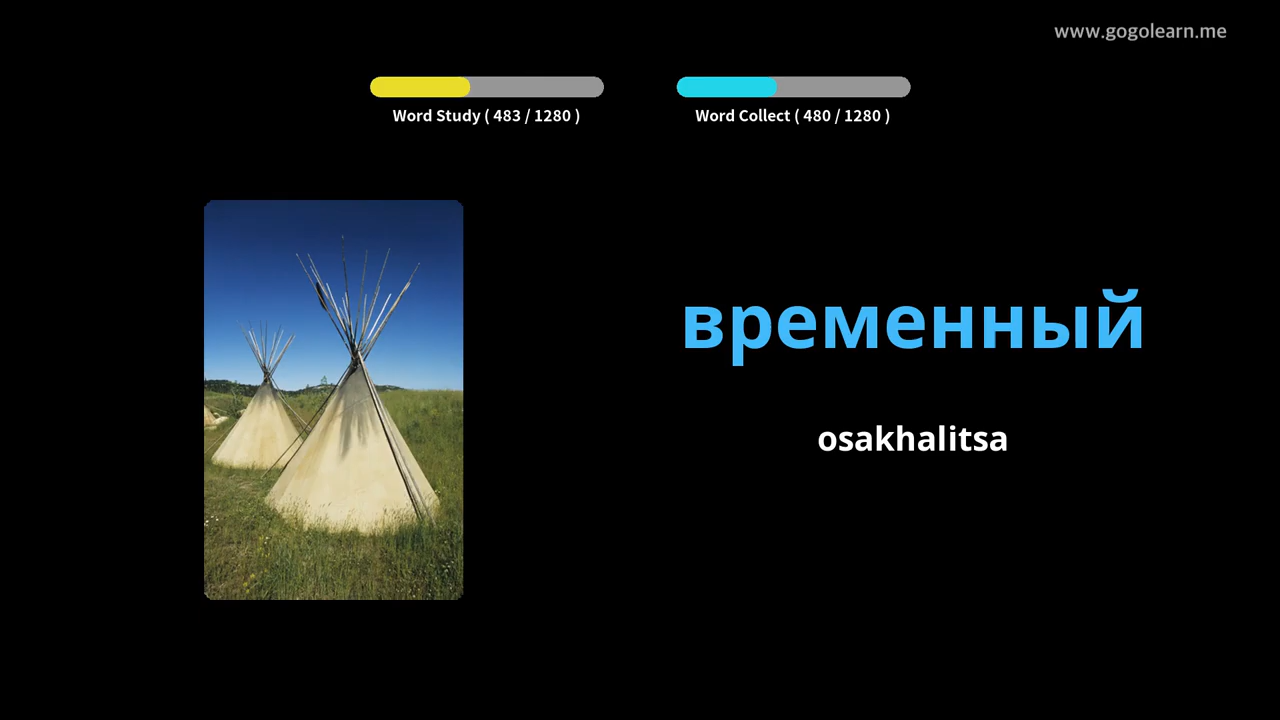 www.gogolearn.me
Word Study ( 483 / 1280 )
Word Collect ( 480 / 1280 )
временный
osakhalitsa